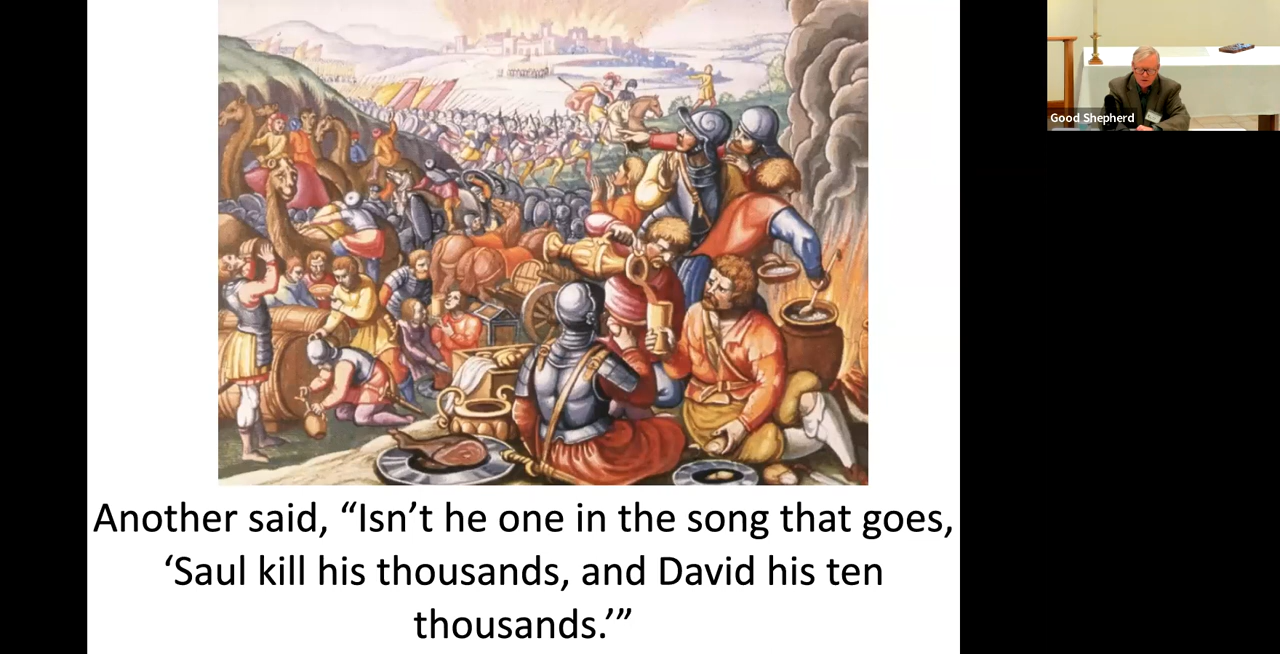 Good Shepherd
Another said, “Isn’t he one in the song that goes,
‘Saul kill his thousands, and David his ten
thousands.’”